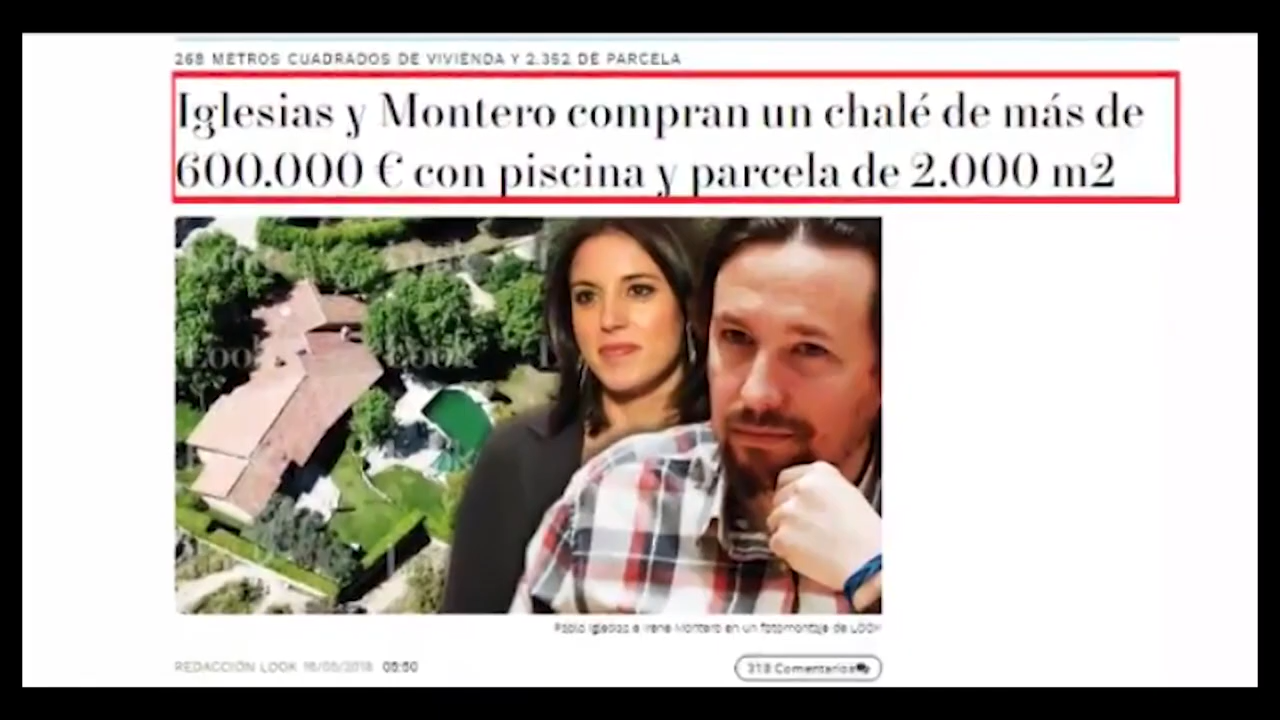 268 METROS CUADRADOS DE VIVIENDA Y 2.352 DE PARCELA
Iglesias y Montero compran un chalé de más de
600.000 € con piscina y parcela de 2.000 m2
LOOK LOOK
Pablo Iglesias e Irene Montero en un fotomontaje de LOOK
REDACCIÓN LOOK 16/05/2018 05:50
318 Comentarios